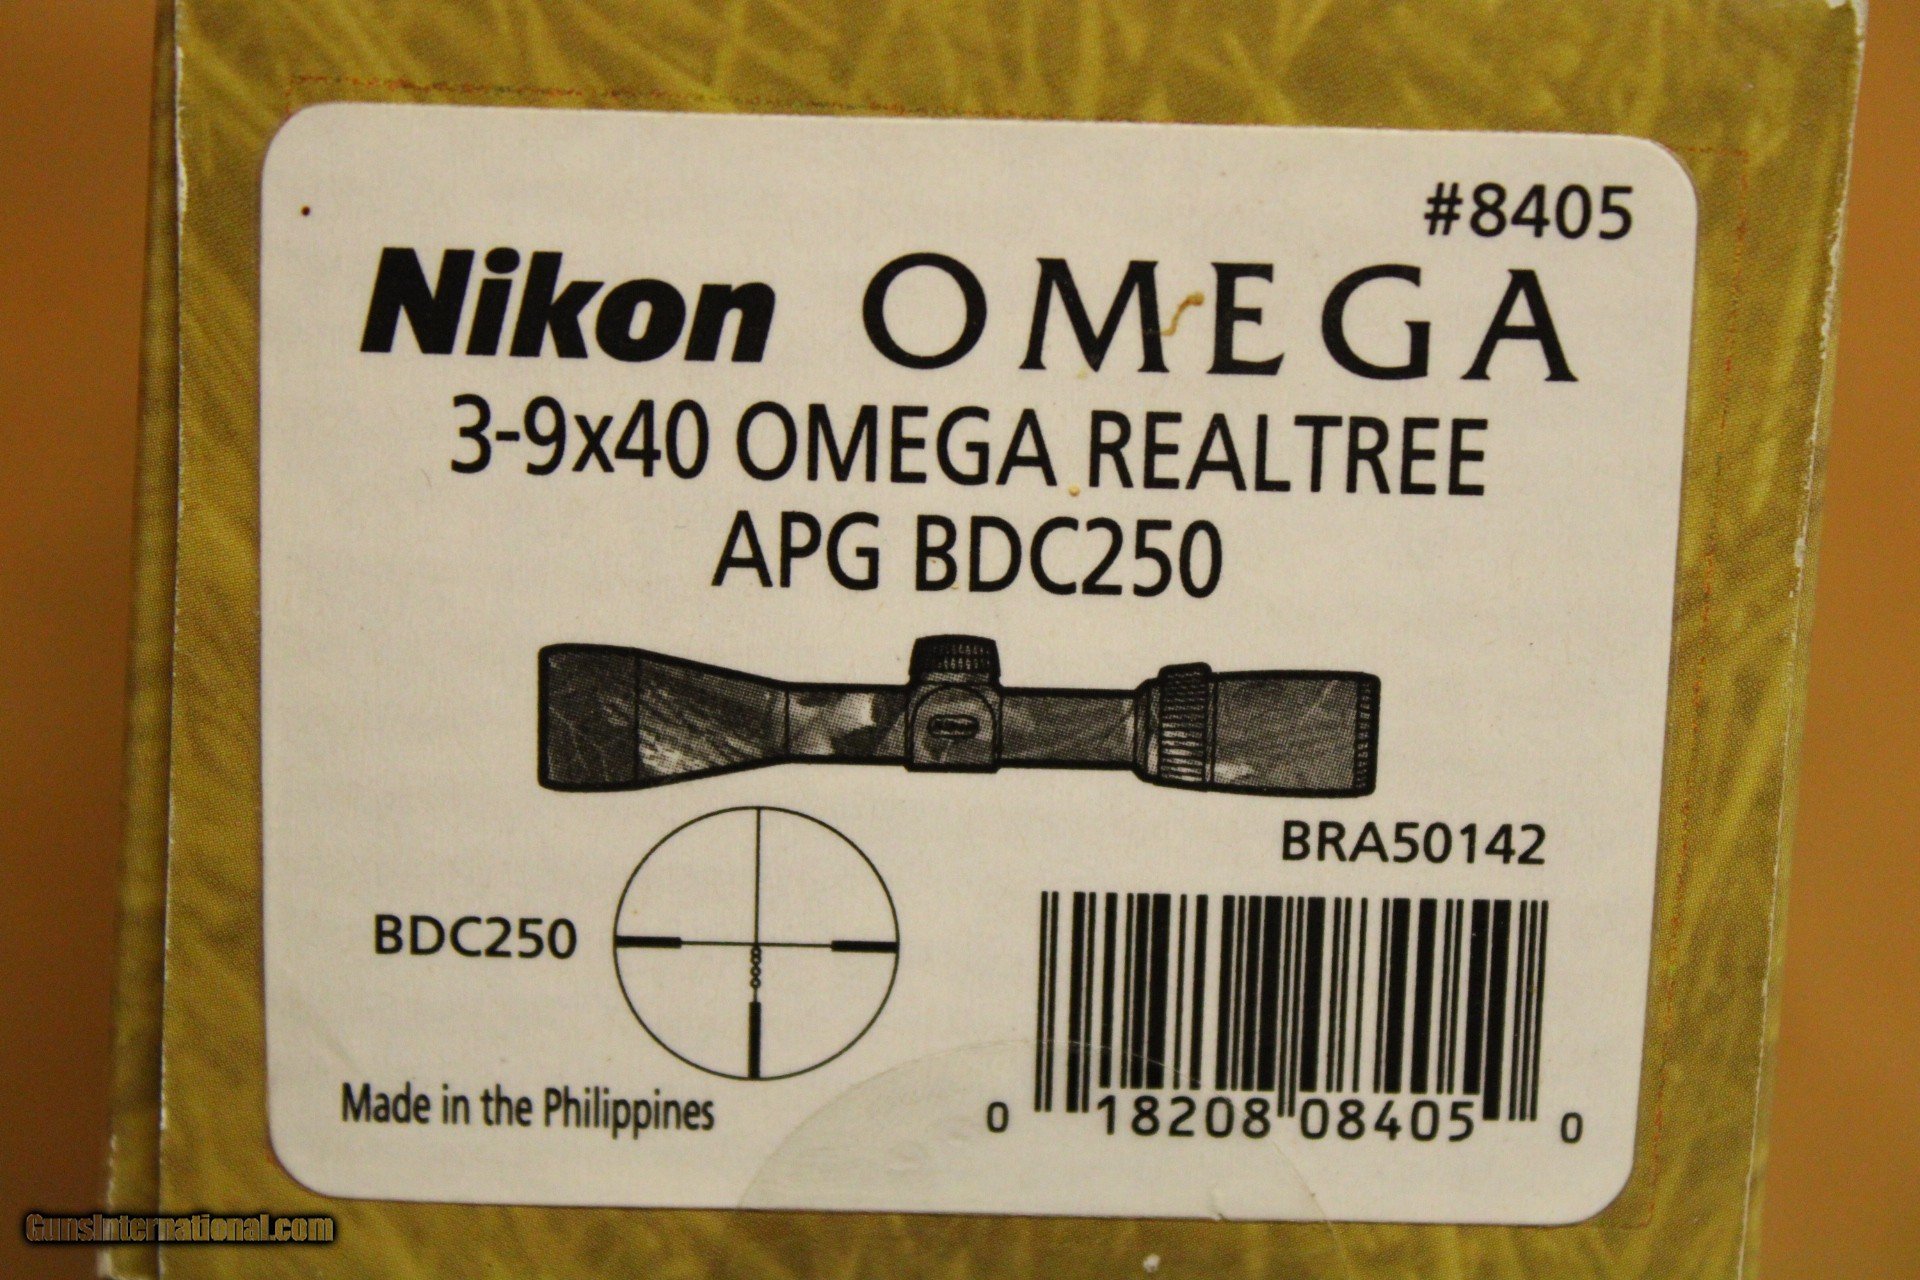 #8405
Nikon OMEGA
3-9x40 OMEGA REALTREE
APG BDC250
BRA50142
BDC250
Made in the Philippines
0 18208 08405 0
GunsInternational.com